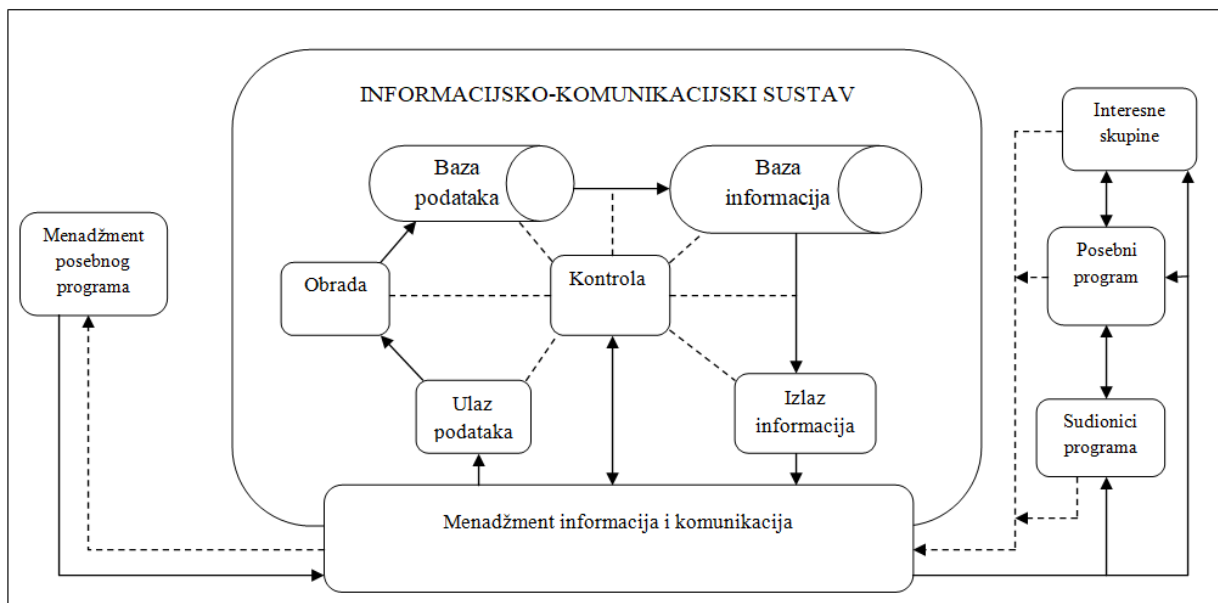 INFORMACIJSKO-KOMUNIKACIJSKI SUSTAV
Baza
podataka
Baza
informacija
Menadžment
posebnog
programa
Obrada
Kontrola
Ulaz
podataka
Izlaz
informacija
Menadžment informacija i komunikacija
Interesne
skupine
Posebni
program
Sudionici
programa